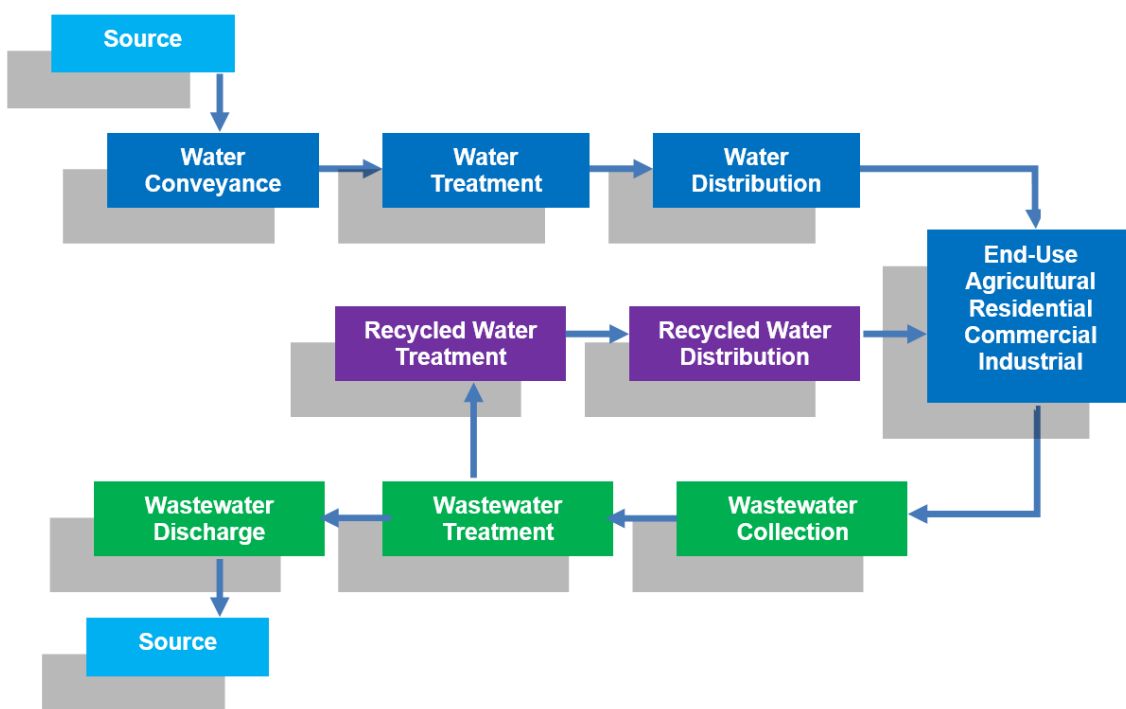 Source
Water
Conveyance
Water
Treatment
Water
Distribution
End-Use
Agricultural
Residential
Commercial
Industrial
Recycled Water
Treatment
Recycled Water
Distribution
Wastewater
Discharge
Wastewater
Treatment
Wastewater
Collection
Source